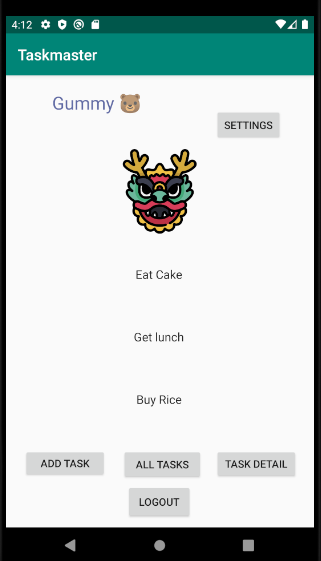 4:12
Taskmaster
Gummy 🐻
SETTINGS
Eat Cake
Get lunch
Buy Rice
ADD TASK
ALL TASKS
TASK DETAIL
LOGOUT